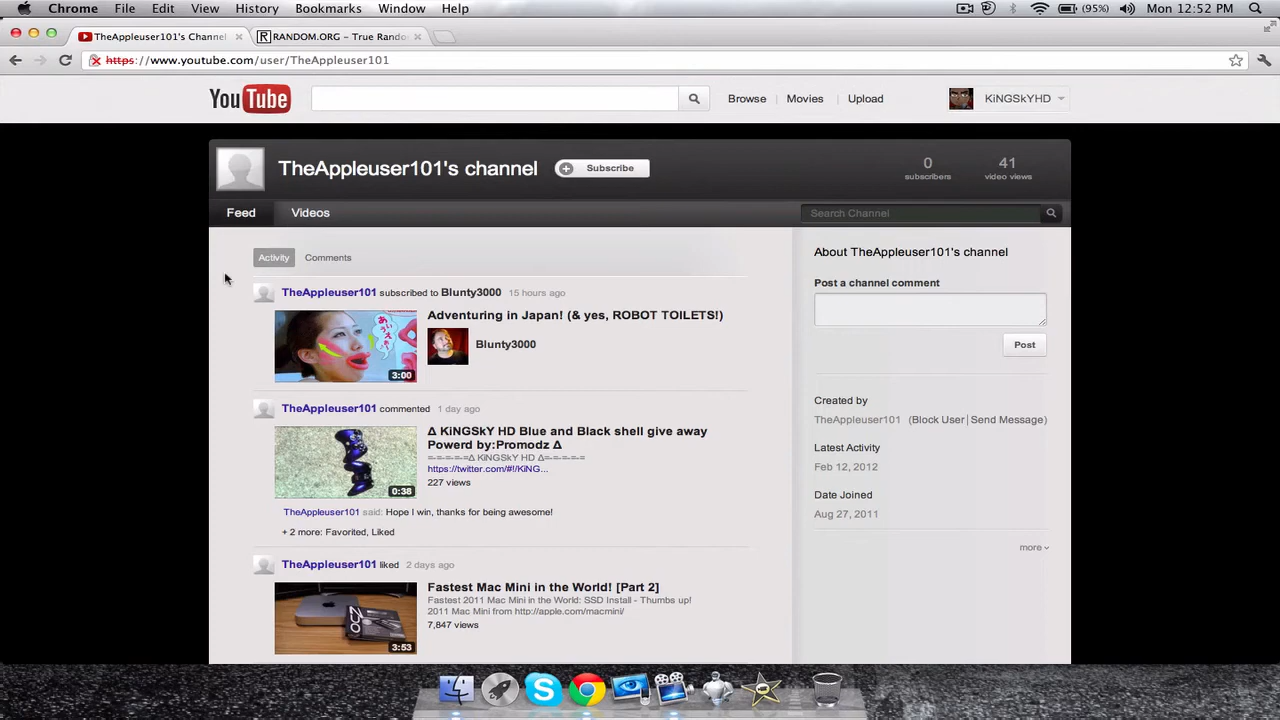 Chrome File Edit View History Bookmarks Window Help (95%) Mon 12:52 PM
TheAppleuser101's Channel RANDOM.ORG - True Rando
https://www.youtube.com/user/TheAppleuser101
YouTube Browse Movies Upload KiNGSkYHD
TheAppleuser101's channel Subscribe 0 41
subscribers video views
Feed Videos Search Channel
Activity Comments
TheAppleuser101 subscribed to Blunty3000 15 hours ago
Adventuring in Japan! (& yes, ROBOT TOILETS!)
Blunty3000
3:00
TheAppleuser101 commented 1 day ago
Δ KiNGSkY HD Blue and Black shell give away
Powerd by:Promodz Δ
=-=-=-=-=Δ KiNGSkY HD Δ=-=-=-=-=
https://twitter.com/#!/KiNG...
227 views
0:38
TheAppleuser101 said: Hope I win, thanks for being awesome!
+ 2 more: Favorited, Liked
TheAppleuser101 liked 2 days ago
Fastest Mac Mini in the World! [Part 2]
Fastest 2011 Mac Mini in the World: SSD Install - Thumbs up!
2011 Mac Mini from http://apple.com/macmini/
7,847 views
OCZ
3:53
About TheAppleuser101's channel
Post a channel comment
Post
Created by
TheAppleuser101 (Block User | Send Message)
Latest Activity
Feb 12, 2012
Date Joined
Aug 27, 2011
more